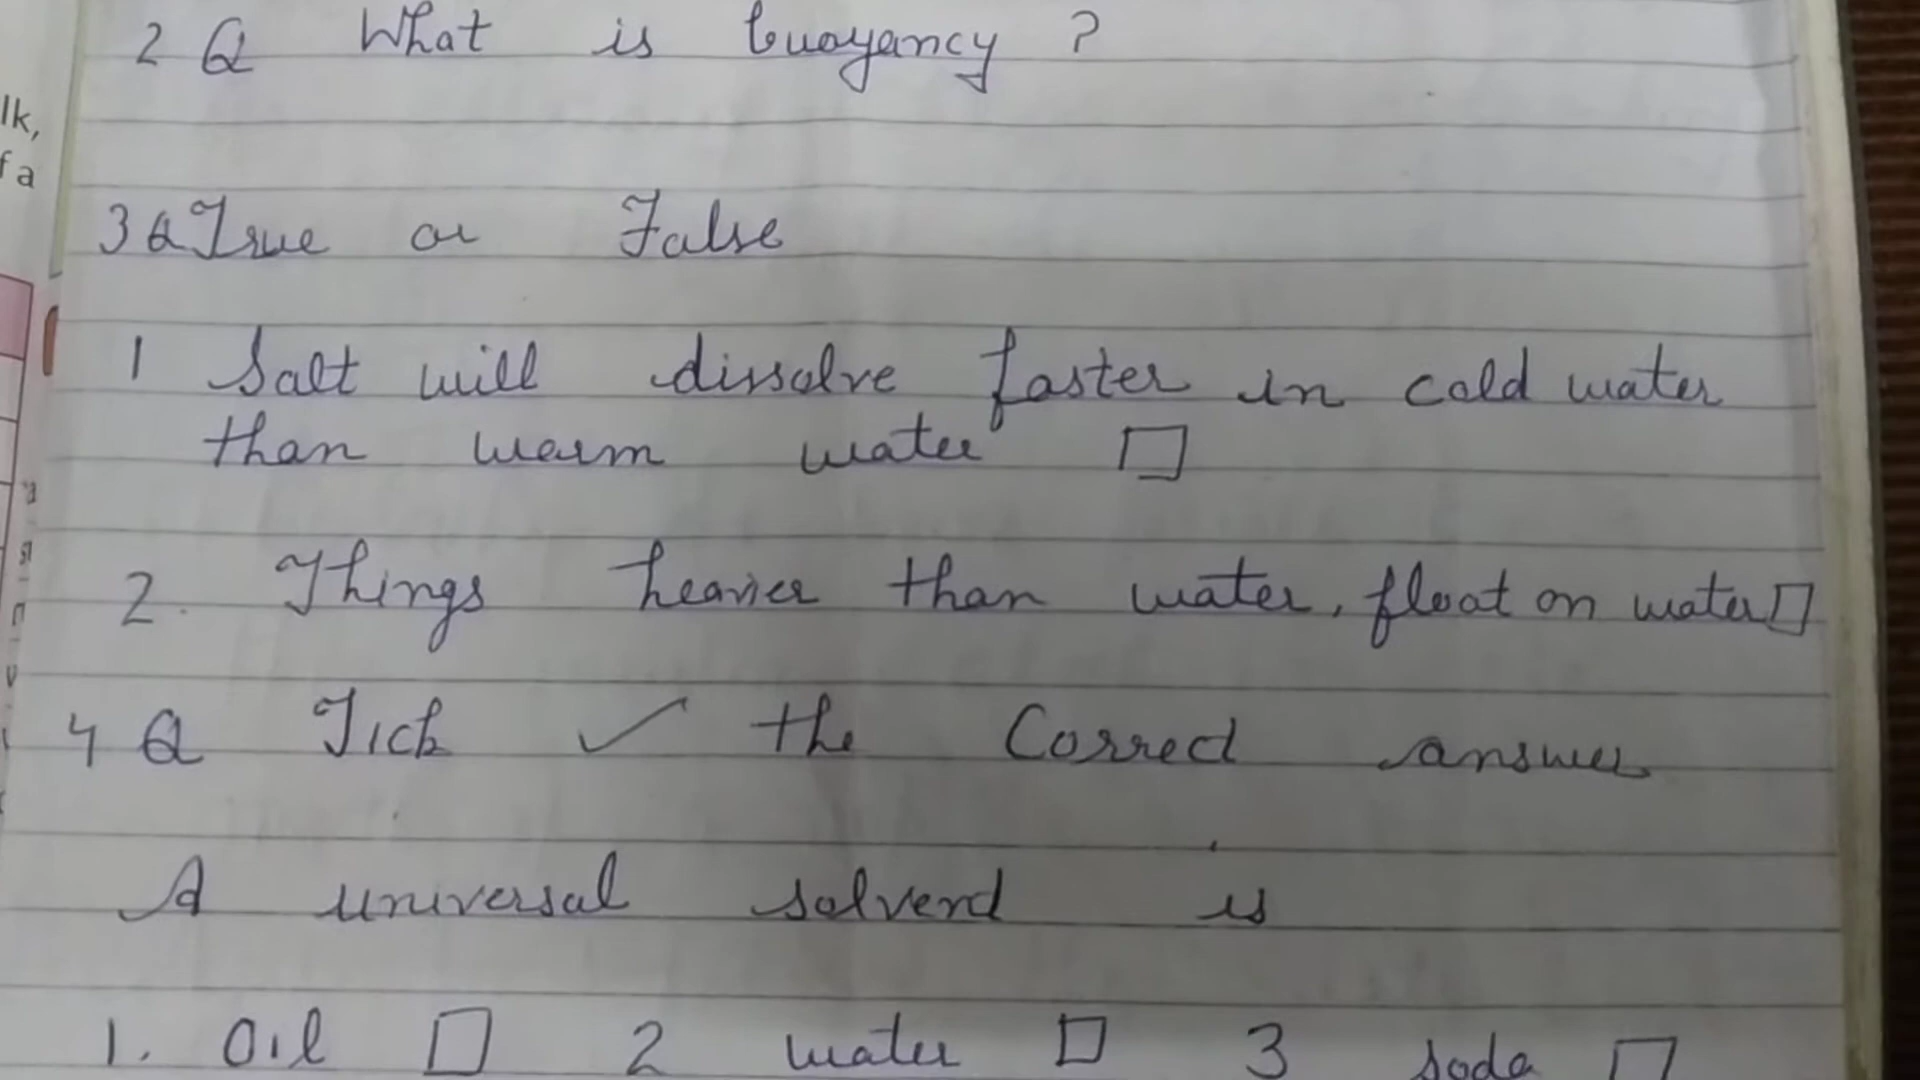 2 Q What is buoyancy ?
lk,
f a
3 Q True or False
1 Salt will dissolve faster in cold water
than warm water
2. Things heavier than water, float on water
4 Q Tick ✓ the Correct answer
A universal solvend is
1. Oil 2 water 3 soda